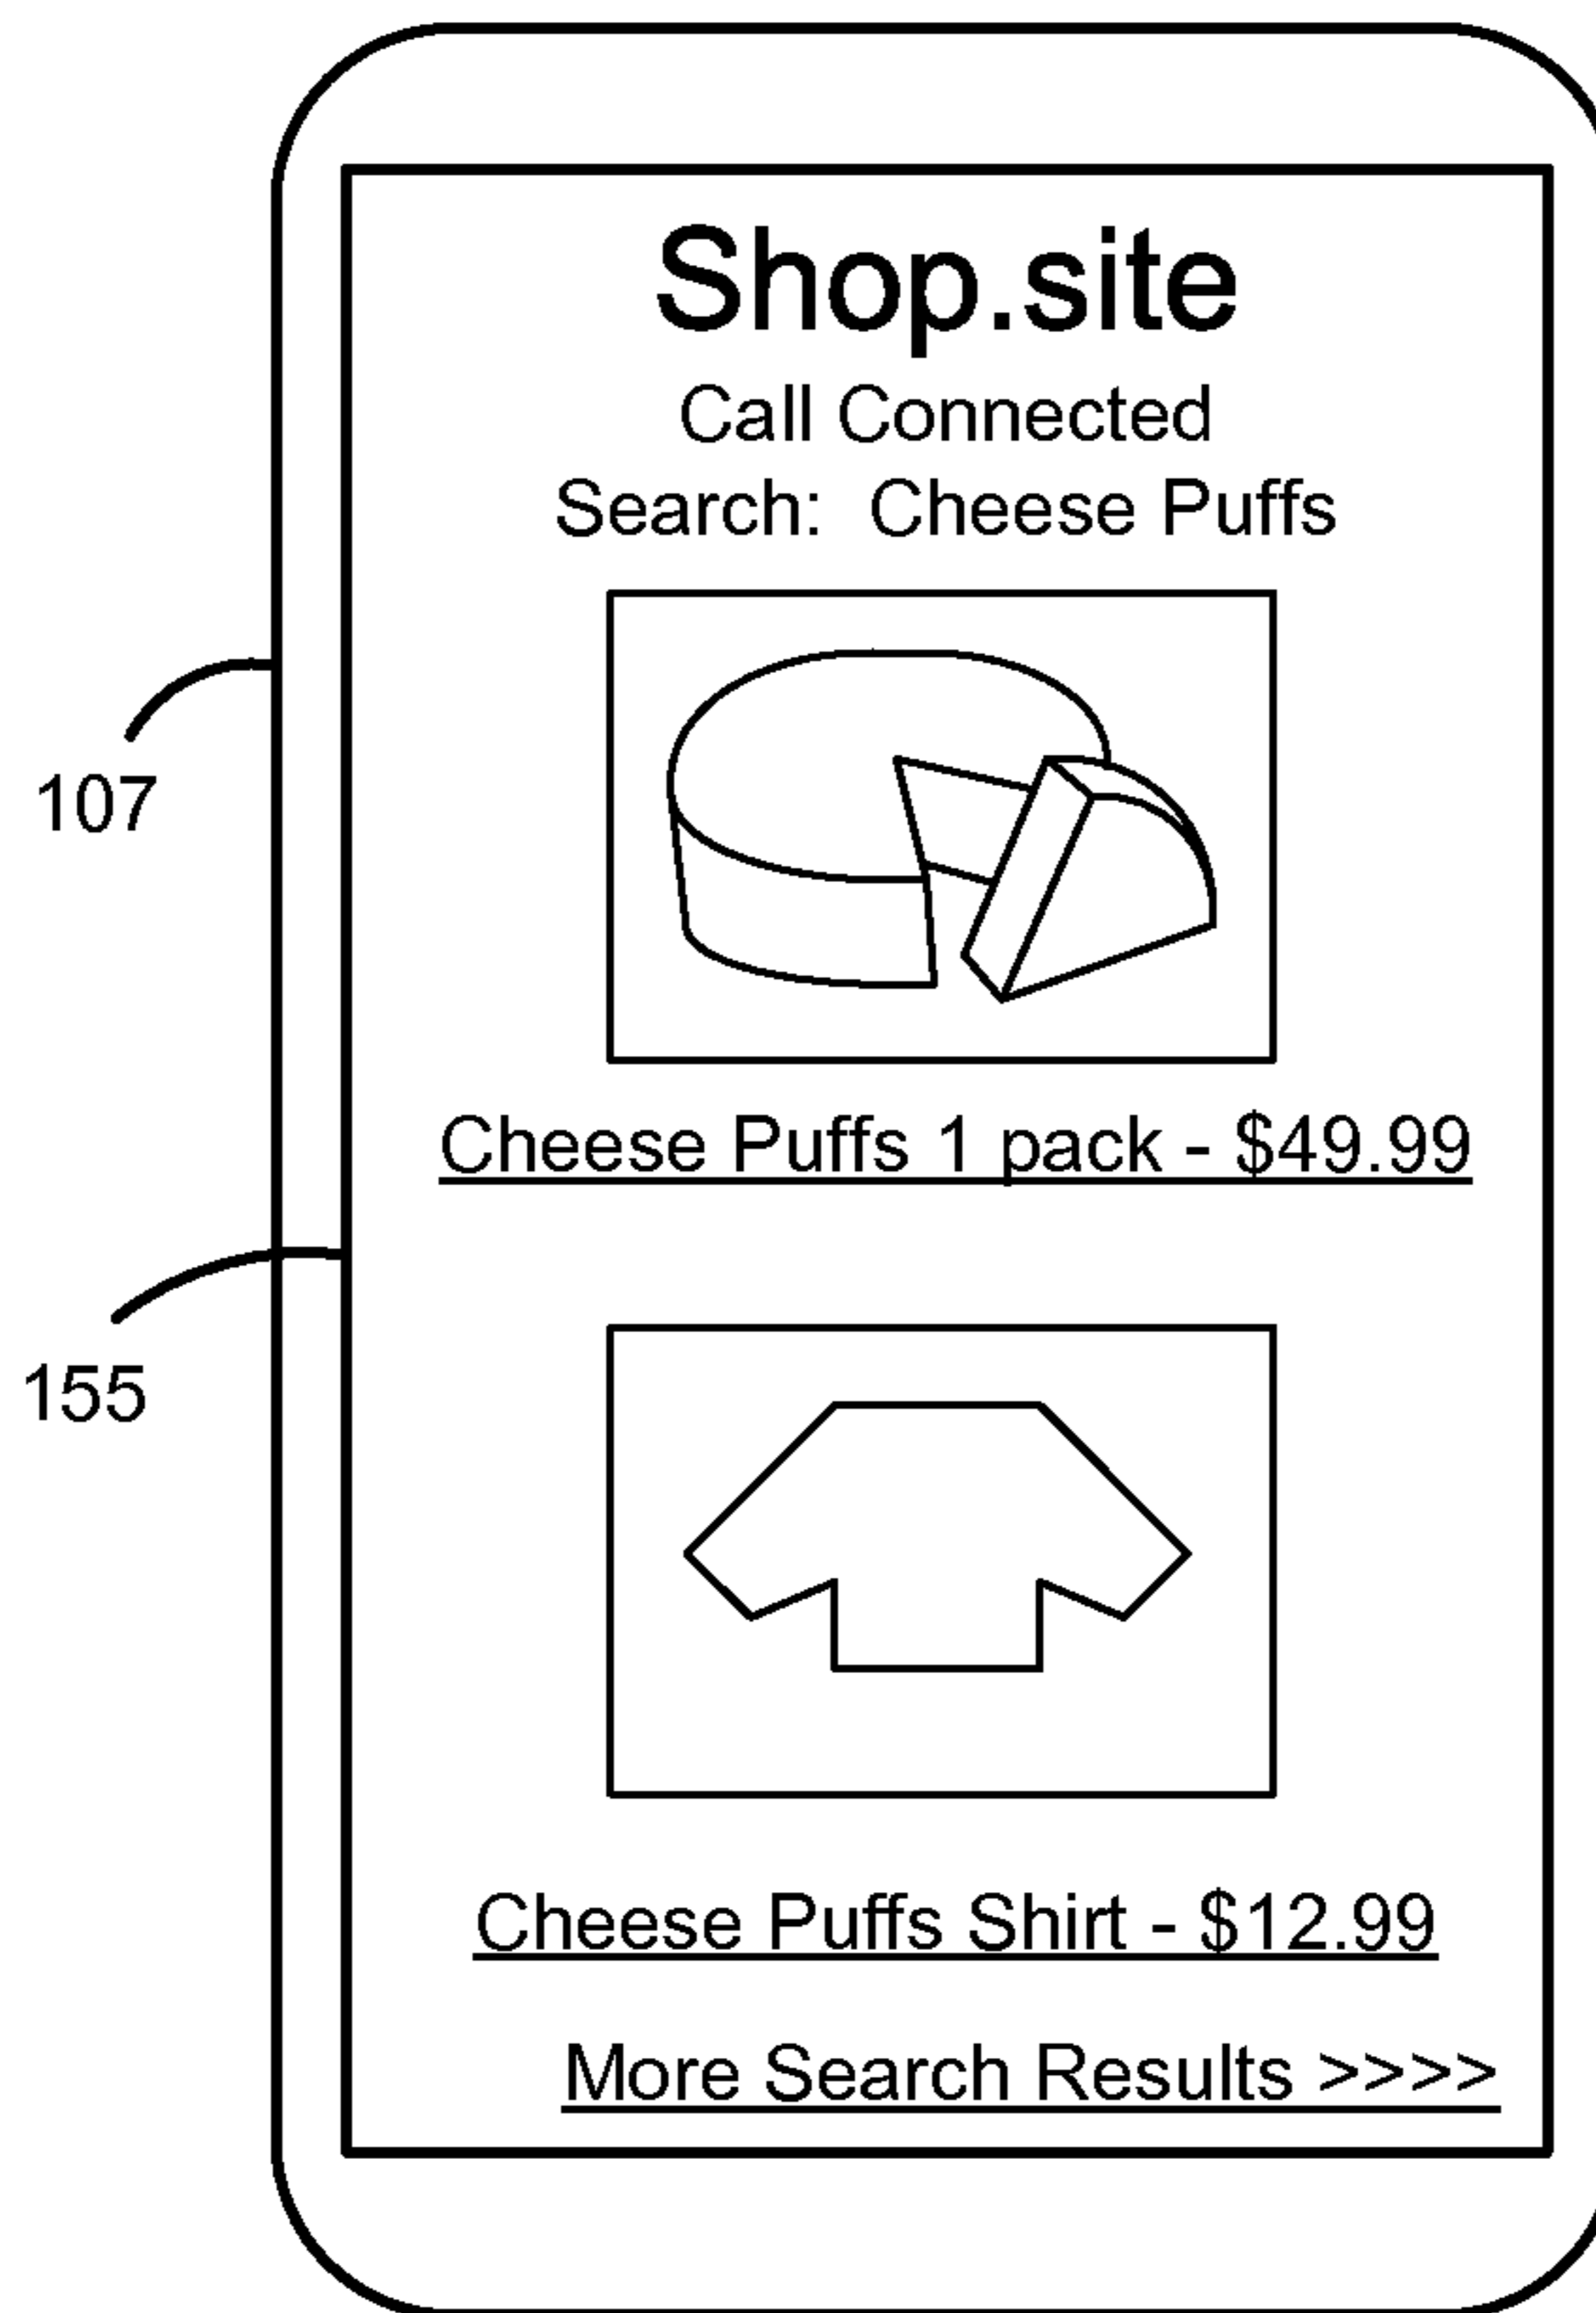 Shop.site
Call Connected
Search: Cheese Puffs
107
Cheese Puffs 1 pack - $49.99
155
Cheese Puffs Shirt - $12.99
More Search Results >>>>